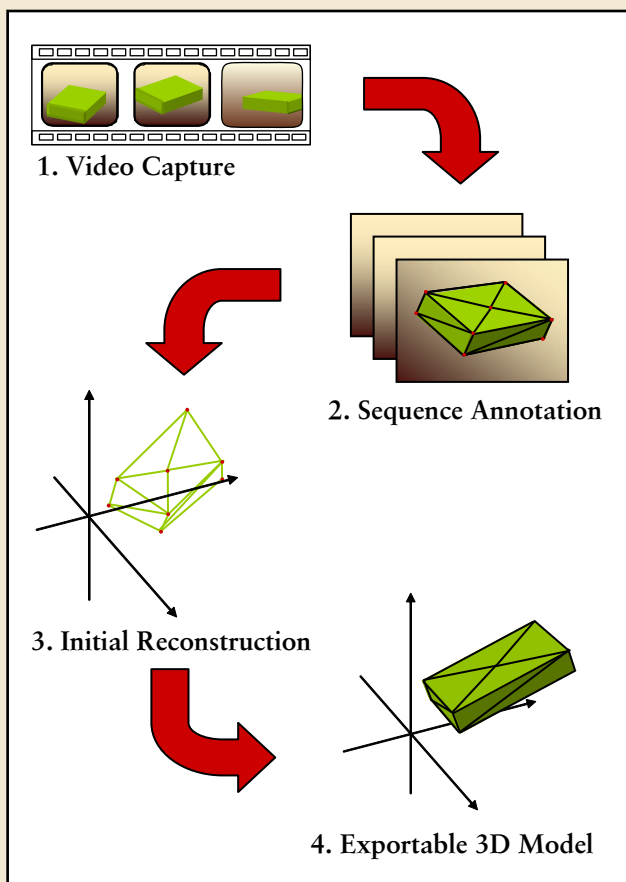 1. Video Capture
2. Sequence Annotation
3. Initial Reconstruction
4. Exportable 3D Model